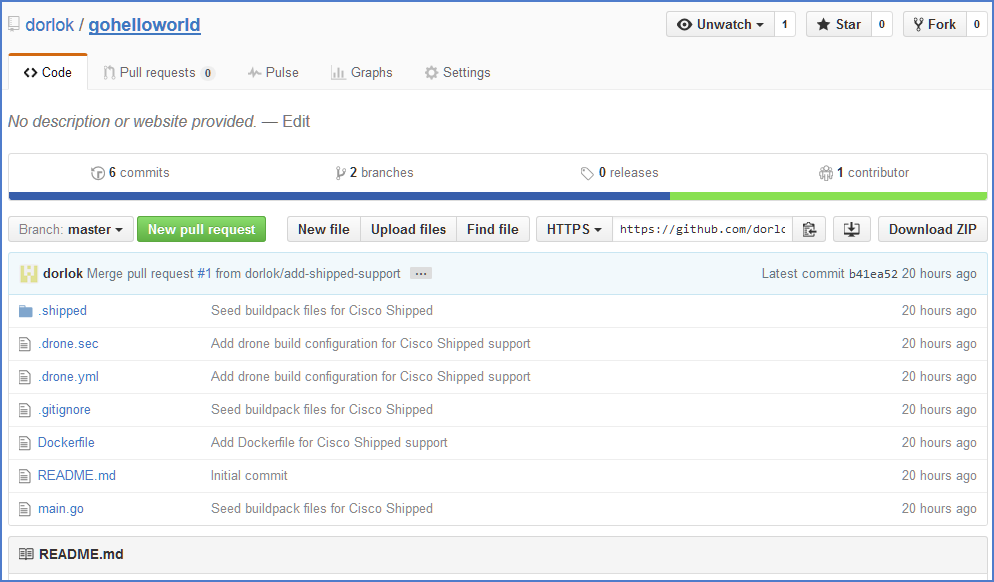 dorlok / gohelloworld Unwatch 1 Star 0 Fork 0
Code Pull requests 0 Pulse Graphs Settings
No description or website provided. — Edit
6 commits 2 branches 0 releases 1 contributor
Branch: master New pull request New file Upload files Find file HTTPS https://github.com/dorlo Download ZIP
dorlok Merge pull request #1 from dorlok/add-shipped-support ... Latest commit b41ea52 20 hours ago
.shipped Seed buildpack files for Cisco Shipped 20 hours ago
.drone.sec Add drone build configuration for Cisco Shipped support 20 hours ago
.drone.yml Add drone build configuration for Cisco Shipped support 20 hours ago
.gitignore Seed buildpack files for Cisco Shipped 20 hours ago
Dockerfile Add Dockerfile for Cisco Shipped support 20 hours ago
README.md Initial commit 20 hours ago
main.go Seed buildpack files for Cisco Shipped 20 hours ago
README.md